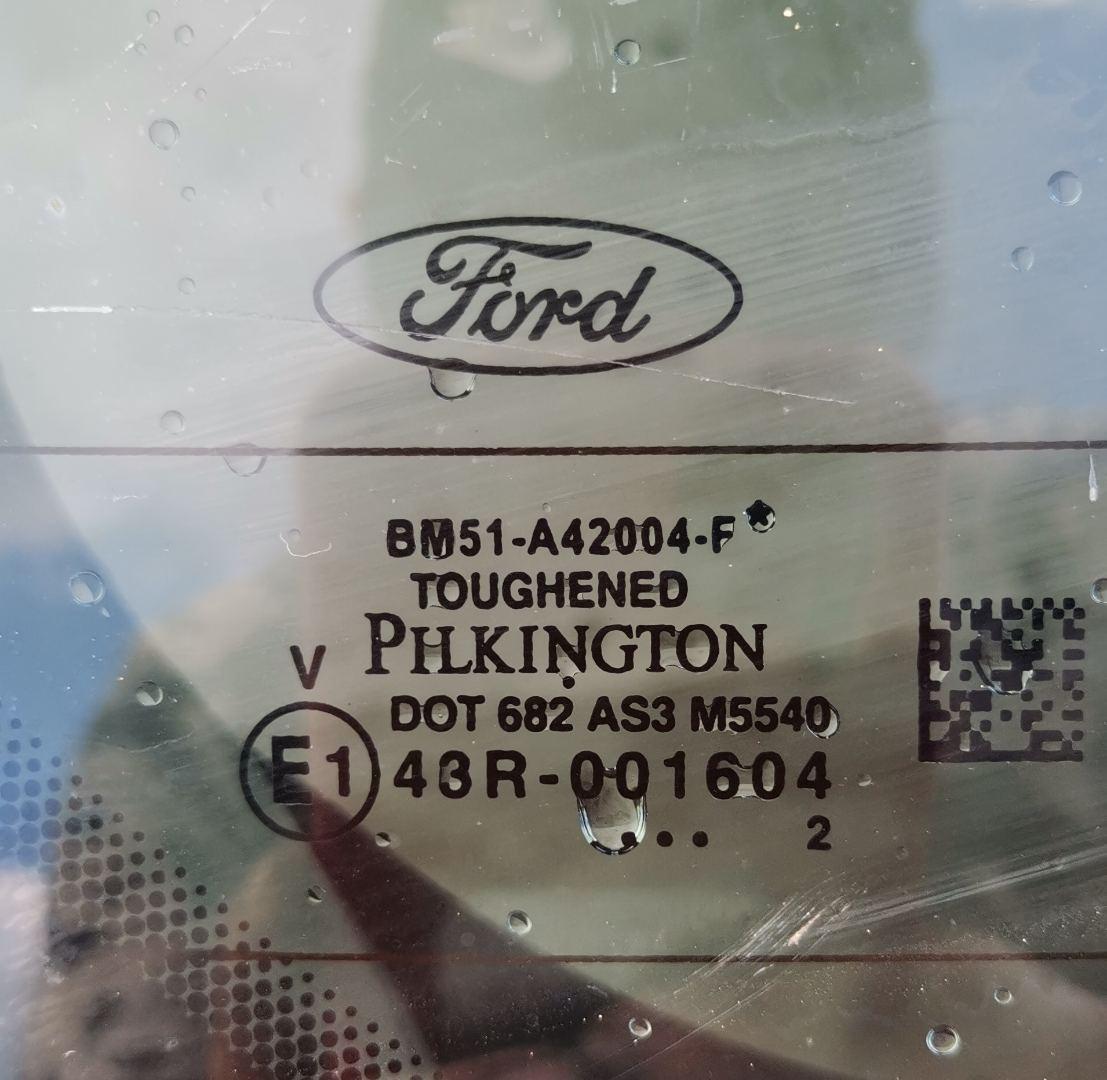 Ford
BM51-A42004-F*
TOUGHENED
PILKINGTON
V
DOT 682 AS3 M5540
E1 43R-001604
... 2